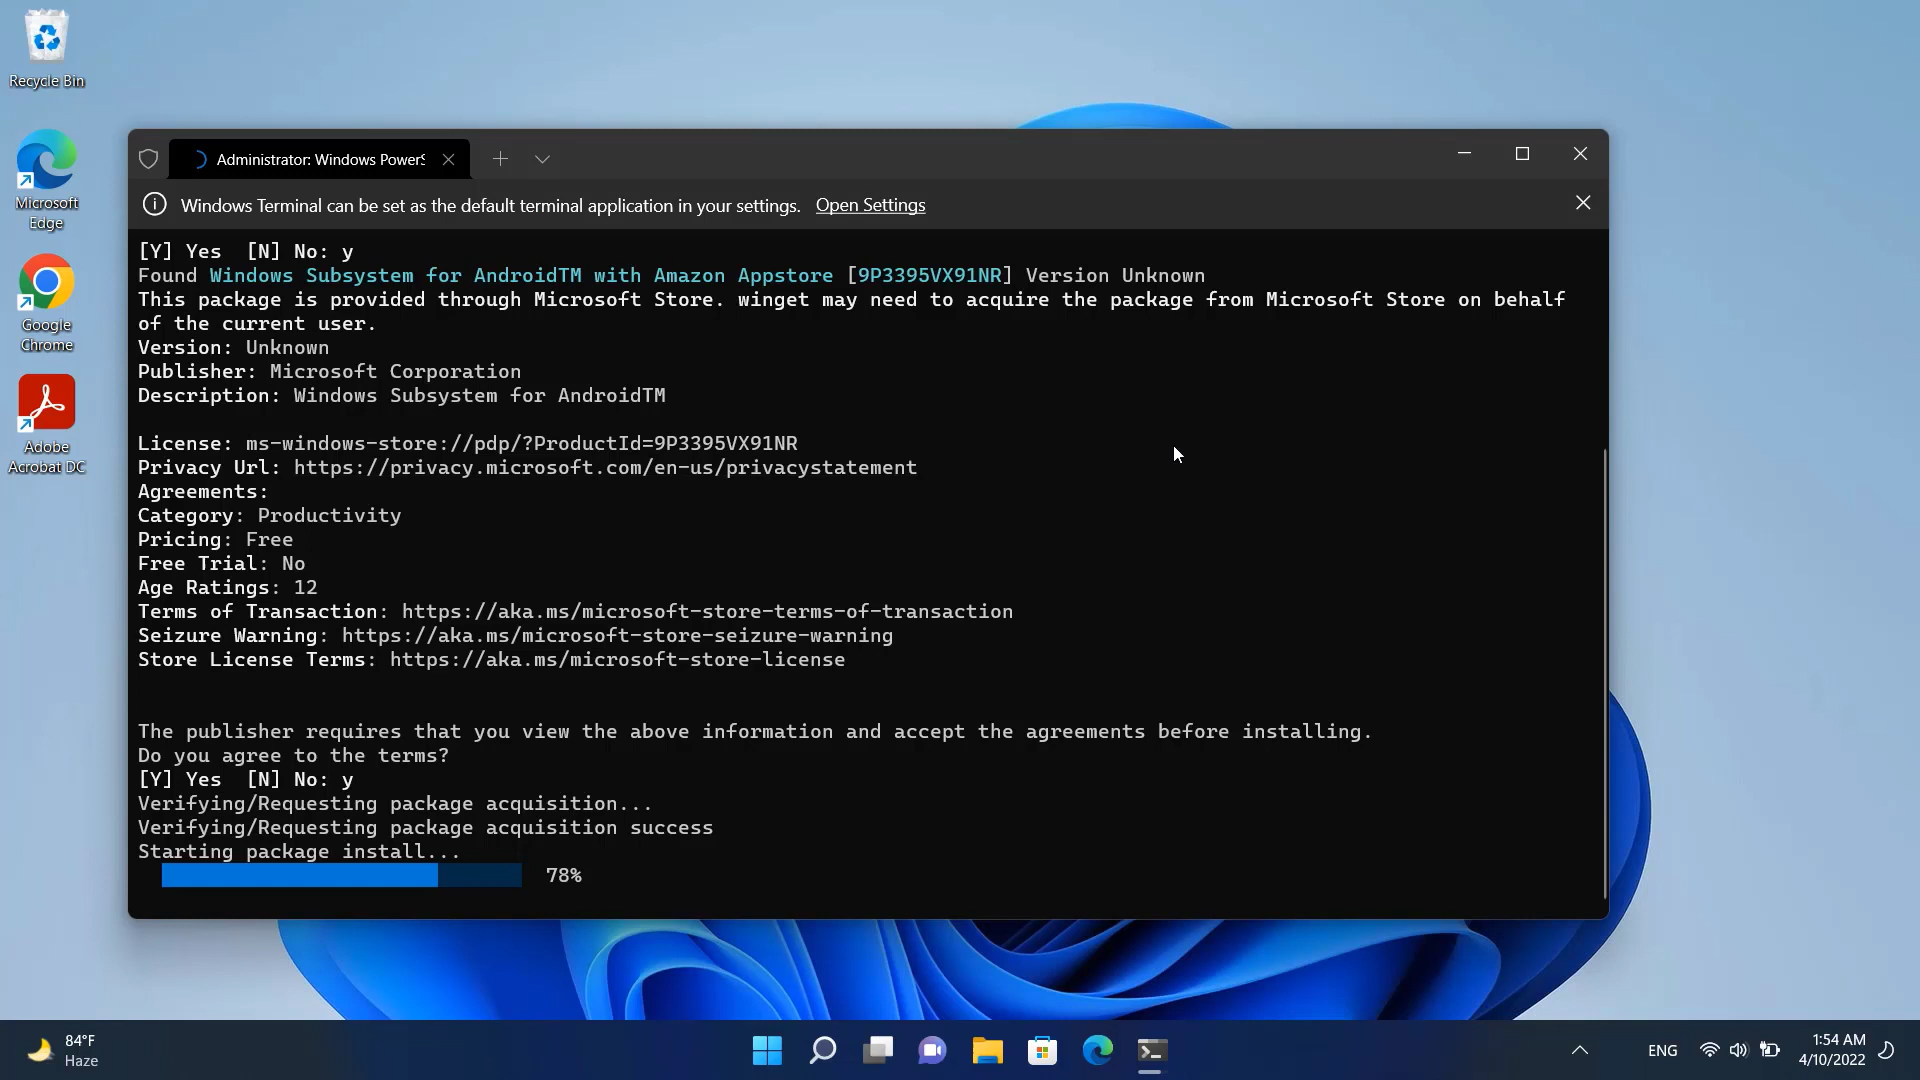 Recycle Bin
Microsoft
Edge
Google
Chrome
Adobe
Acrobat DC
Administrator: Windows PowerS
Windows Terminal can be set as the default terminal application in your settings. Open Settings
[Y] Yes [N] No: y
Found Windows Subsystem for AndroidTM with Amazon Appstore [9P3395VX91NR] Version Unknown
This package is provided through Microsoft Store. winget may need to acquire the package from Microsoft Store on behalf
of the current user.
Version: Unknown
Publisher: Microsoft Corporation
Description: Windows Subsystem for AndroidTM
License: ms-windows-store://pdp/?ProductId=9P3395VX91NR
Privacy Url: https://privacy.microsoft.com/en-us/privacystatement
Agreements:
Category: Productivity
Pricing: Free
Free Trial: No
Age Ratings: 12
Terms of Transaction: https://aka.ms/microsoft-store-terms-of-transaction
Seizure Warning: https://aka.ms/microsoft-store-seizure-warning
Store License Terms: https://aka.ms/microsoft-store-license
The publisher requires that you view the above information and accept the agreements before installing.
Do you agree to the terms?
[Y] Yes [N] No: y
Verifying/Requesting package acquisition...
Verifying/Requesting package acquisition success
Starting package install...
78%
84°F
Haze
ENG
1:54 AM
4/10/2022